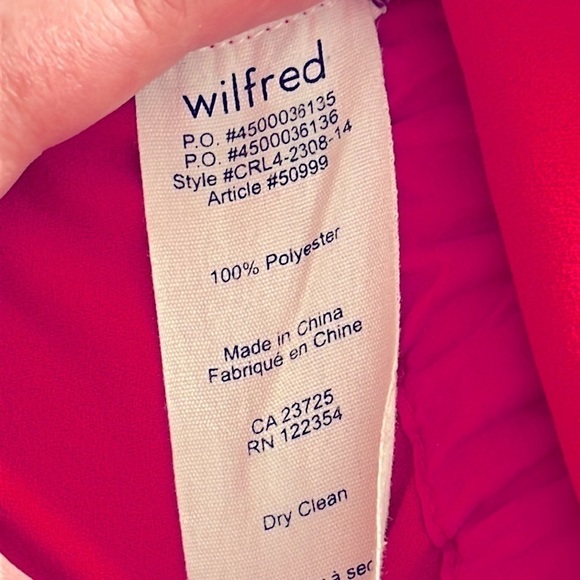 wilfred
P.O. #4500036135
P.O. #4500036136
Style #CRL4-2308-14
Article #50999
100% Polyester
Made in China
Fabriqué en Chine
CA 23725
RN 122354
Dry Clean
à sec